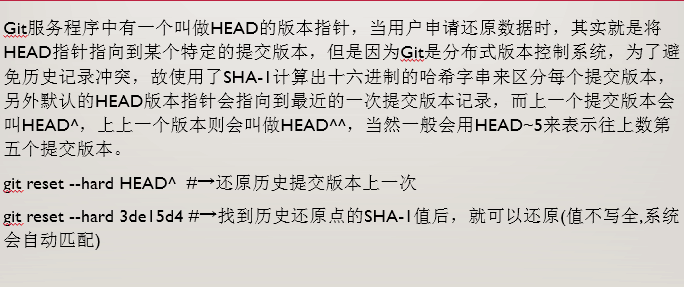 Git服务程序中有一个叫做HEAD的版本指针，当用户申请还原数据时，其实就是将
HEAD指针指向到某个特定的提交版本，但是因为Git是分布式版本控制系统，为了避
免历史记录冲突，故使用了SHA-1计算出十六进制的哈希字串来区分每个提交版本，
另外默认的HEAD版本指针会指向到最近的一次提交版本记录，而上一个提交版本会
叫HEAD^，上上一个版本则会叫做HEAD^^，当然一般会用HEAD~5来表示往上数第
五个提交版本。
git reset --hard HEAD^  #→还原历史提交版本上一次
git reset --hard 3de15d4 #→找到历史还原点的SHA-1值后，就可以还原(值不写全,系统
会自动匹配)